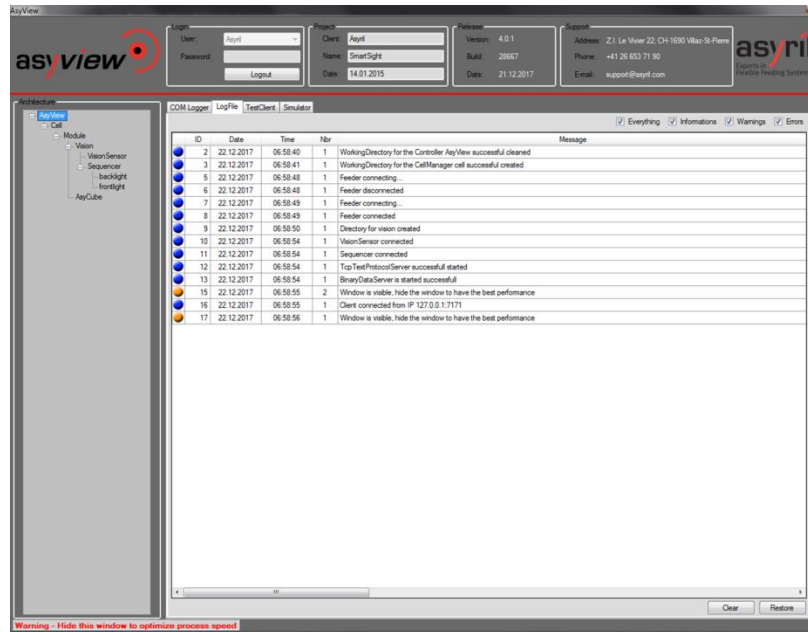 AsyView
asyview
Login
User: Asyril
Password:
Logout
Project
Client: Asyril
Name: SmartSight
Date: 14.01.2015
Release
Version: 4.0.1
Build: 28667
Date: 21.12.2017
Support
Address: Z.I. Le Vivier 22, CH-1690 Villaz-St-Pierre
Phone: +41 26 653 71 90
E-mail: support@asyril.com
asyri
Experts in
Flexible Feeding System
Architecture
AsyView
Cell
Module
Vision
VisionSensor
Sequencer
backlight
frontlight
AsyCube
COM Logger LogFile TestClient Simulator
Everything Informations Warnings Errors
ID Date Time Nbr Message
2 22.12.2017 06:58:40 1 WorkingDirectory for the Controller AsyView successful cleaned
3 22.12.2017 06:58:41 1 WorkingDirectory for the CellManager cell successful created
5 22.12.2017 06:58:48 1 Feeder connecting...
6 22.12.2017 06:58:48 1 Feeder disconnected
7 22.12.2017 06:58:49 1 Feeder connecting...
8 22.12.2017 06:58:49 1 Feeder connected
9 22.12.2017 06:58:50 1 Directory for vision created
10 22.12.2017 06:58:54 1 VisionSensor connected
11 22.12.2017 06:58:54 1 Sequencer connected
12 22.12.2017 06:58:54 1 TcpTextProtocolServer successfull started
13 22.12.2017 06:58:54 1 BinaryDataServer is started successfull
15 22.12.2017 06:58:55 2 Window is visible, hide the window to have the best performance
16 22.12.2017 06:58:55 1 Client connected from IP 127.0.0.1:7171
17 22.12.2017 06:58:56 1 Window is visible, hide the window to have the best performance
Clear Restore
Warning - Hide this window to optimize process speed